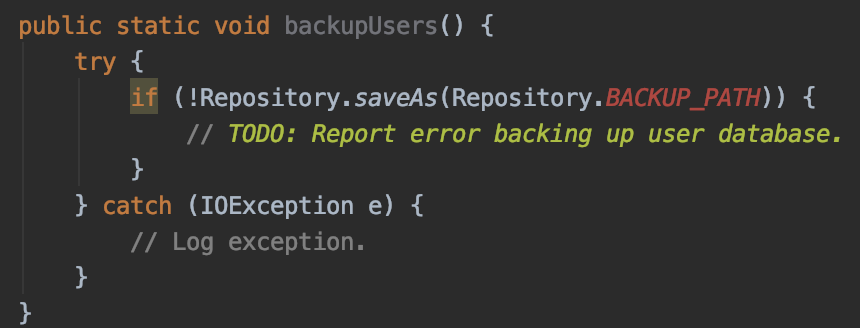 public static void backupUsers() {
    try {
        if (!Repository.saveAs(Repository.BACKUP_PATH)) {
            // TODO: Report error backing up user database.
        }
    } catch (IOException e) {
        // Log exception.
    }
}